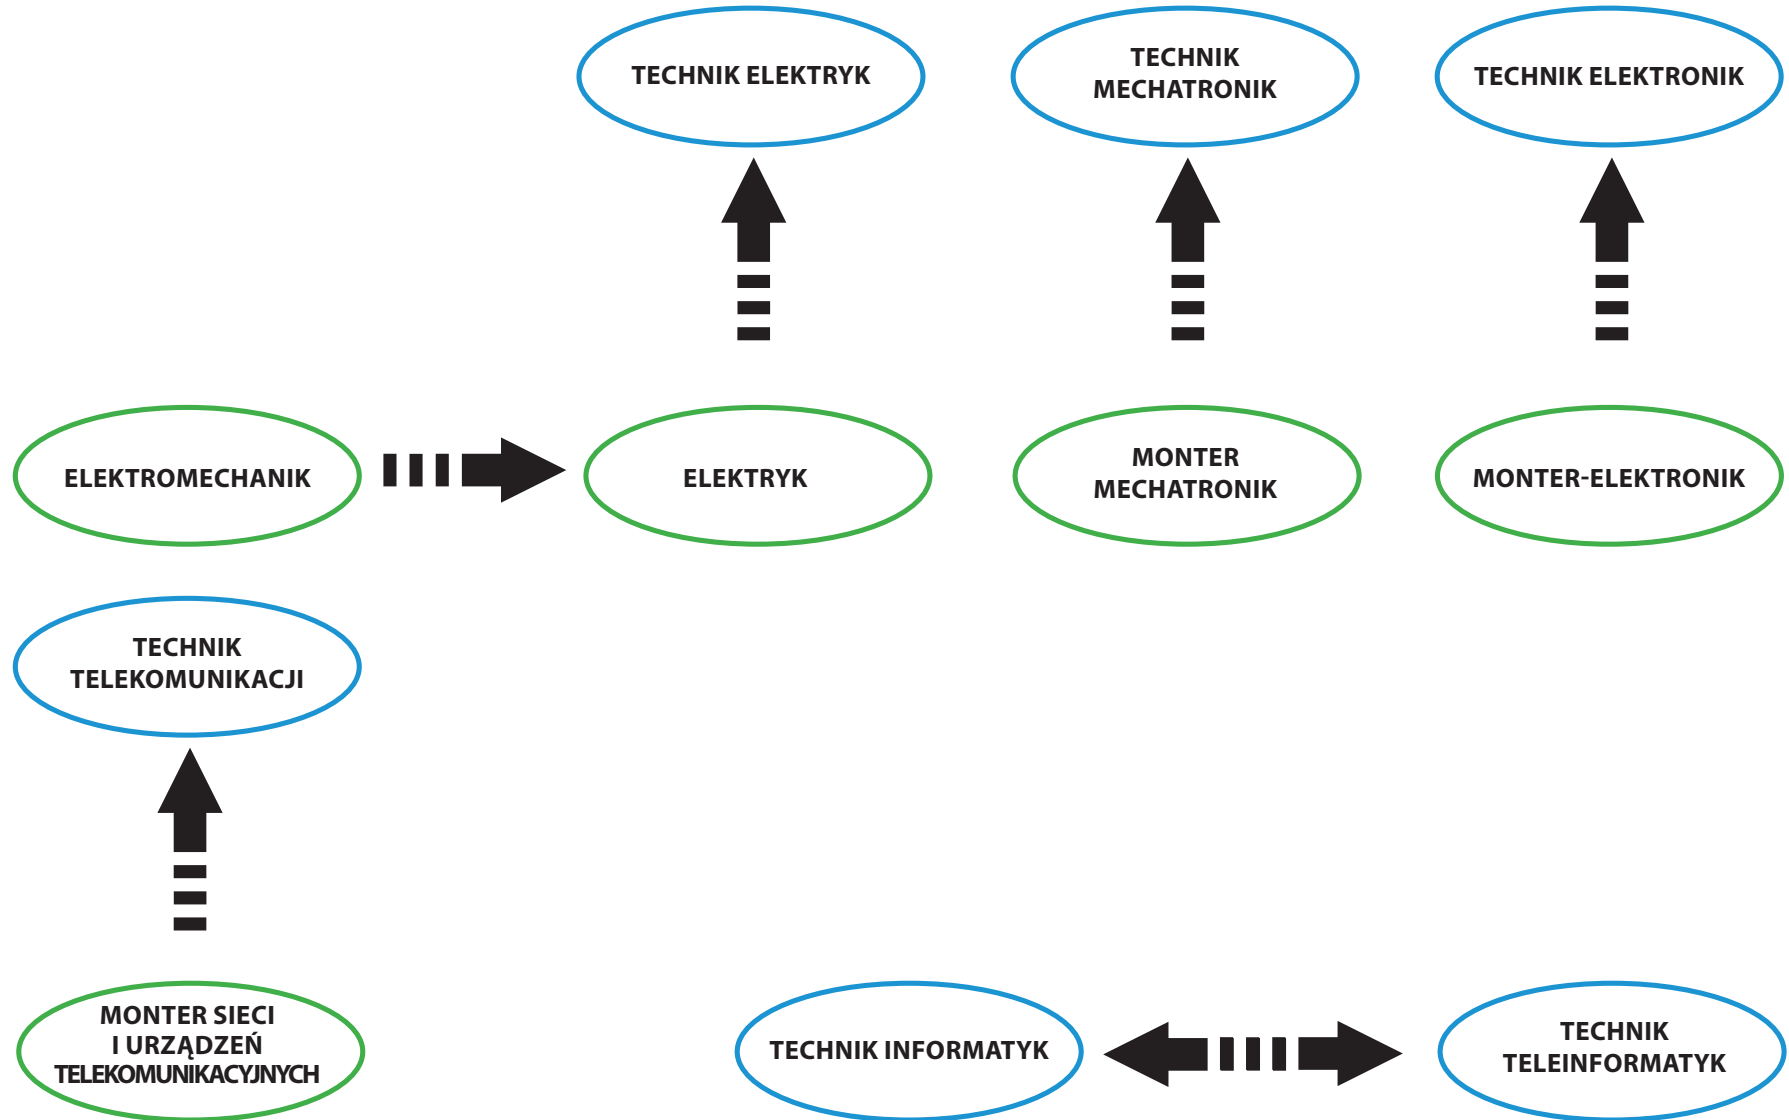 TECHNIK ELEKTRYK
TECHNIK
MECHATRONIK
TECHNIK ELEKTRONIK
ELEKTROMECHANIK
ELEKTRYK
MONTER
MECHATRONIK
MONTER-ELEKTRONIK
TECHNIK
TELEKOMUNIKACJI
MONTER SIECI
I URZĄDZEŃ
TELEKOMUNIKACYJNYCH
TECHNIK INFORMATYK
TECHNIK
TELEINFORMATYK